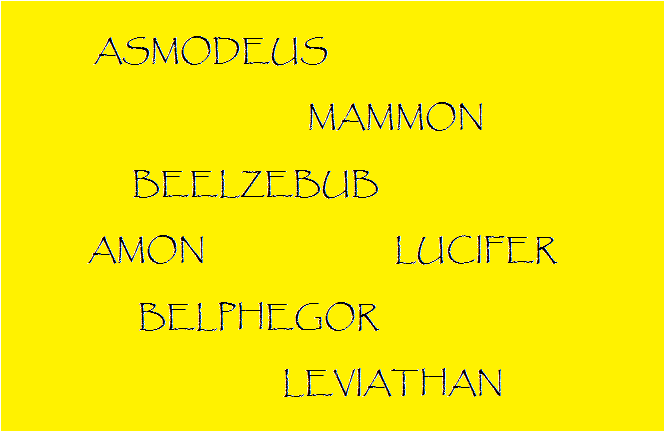 ASMODEUS
MAMMON
BEELZEBUB
AMON LUCIFER
BELPHEGOR
LEVIATHAN